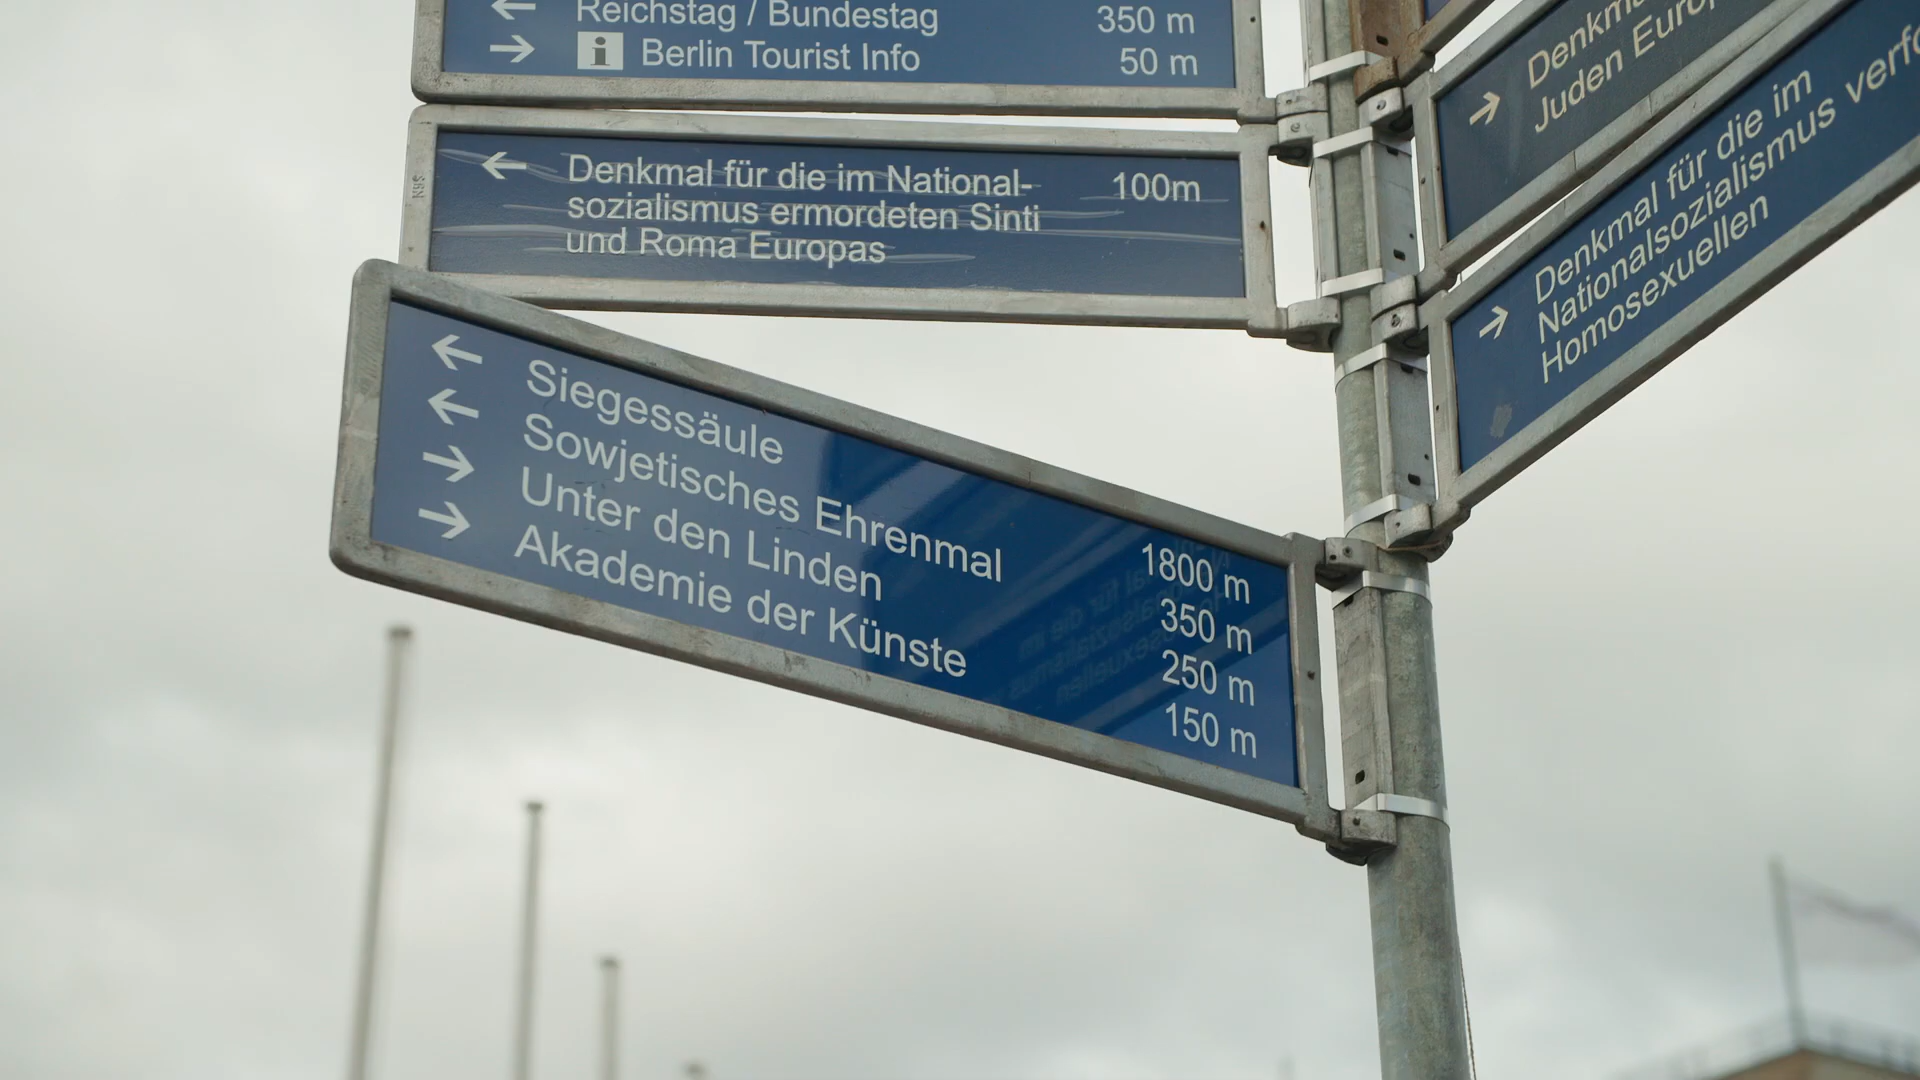 ← Reichstag / Bundestag 350 m
→ i Berlin Tourist Info 50 m
← Denkmal für die im National- 100m
sozialismus ermordeten Sinti
und Roma Europas
← Siegessäule 1800 m
← Sowjetisches Ehrenmal 350 m
→ Unter den Linden 250 m
→ Akademie der Künste 150 m
→ Denkma
Juden Europ
→ Denkmal für die im
Nationalsozialismus verfo
Homosexuellen